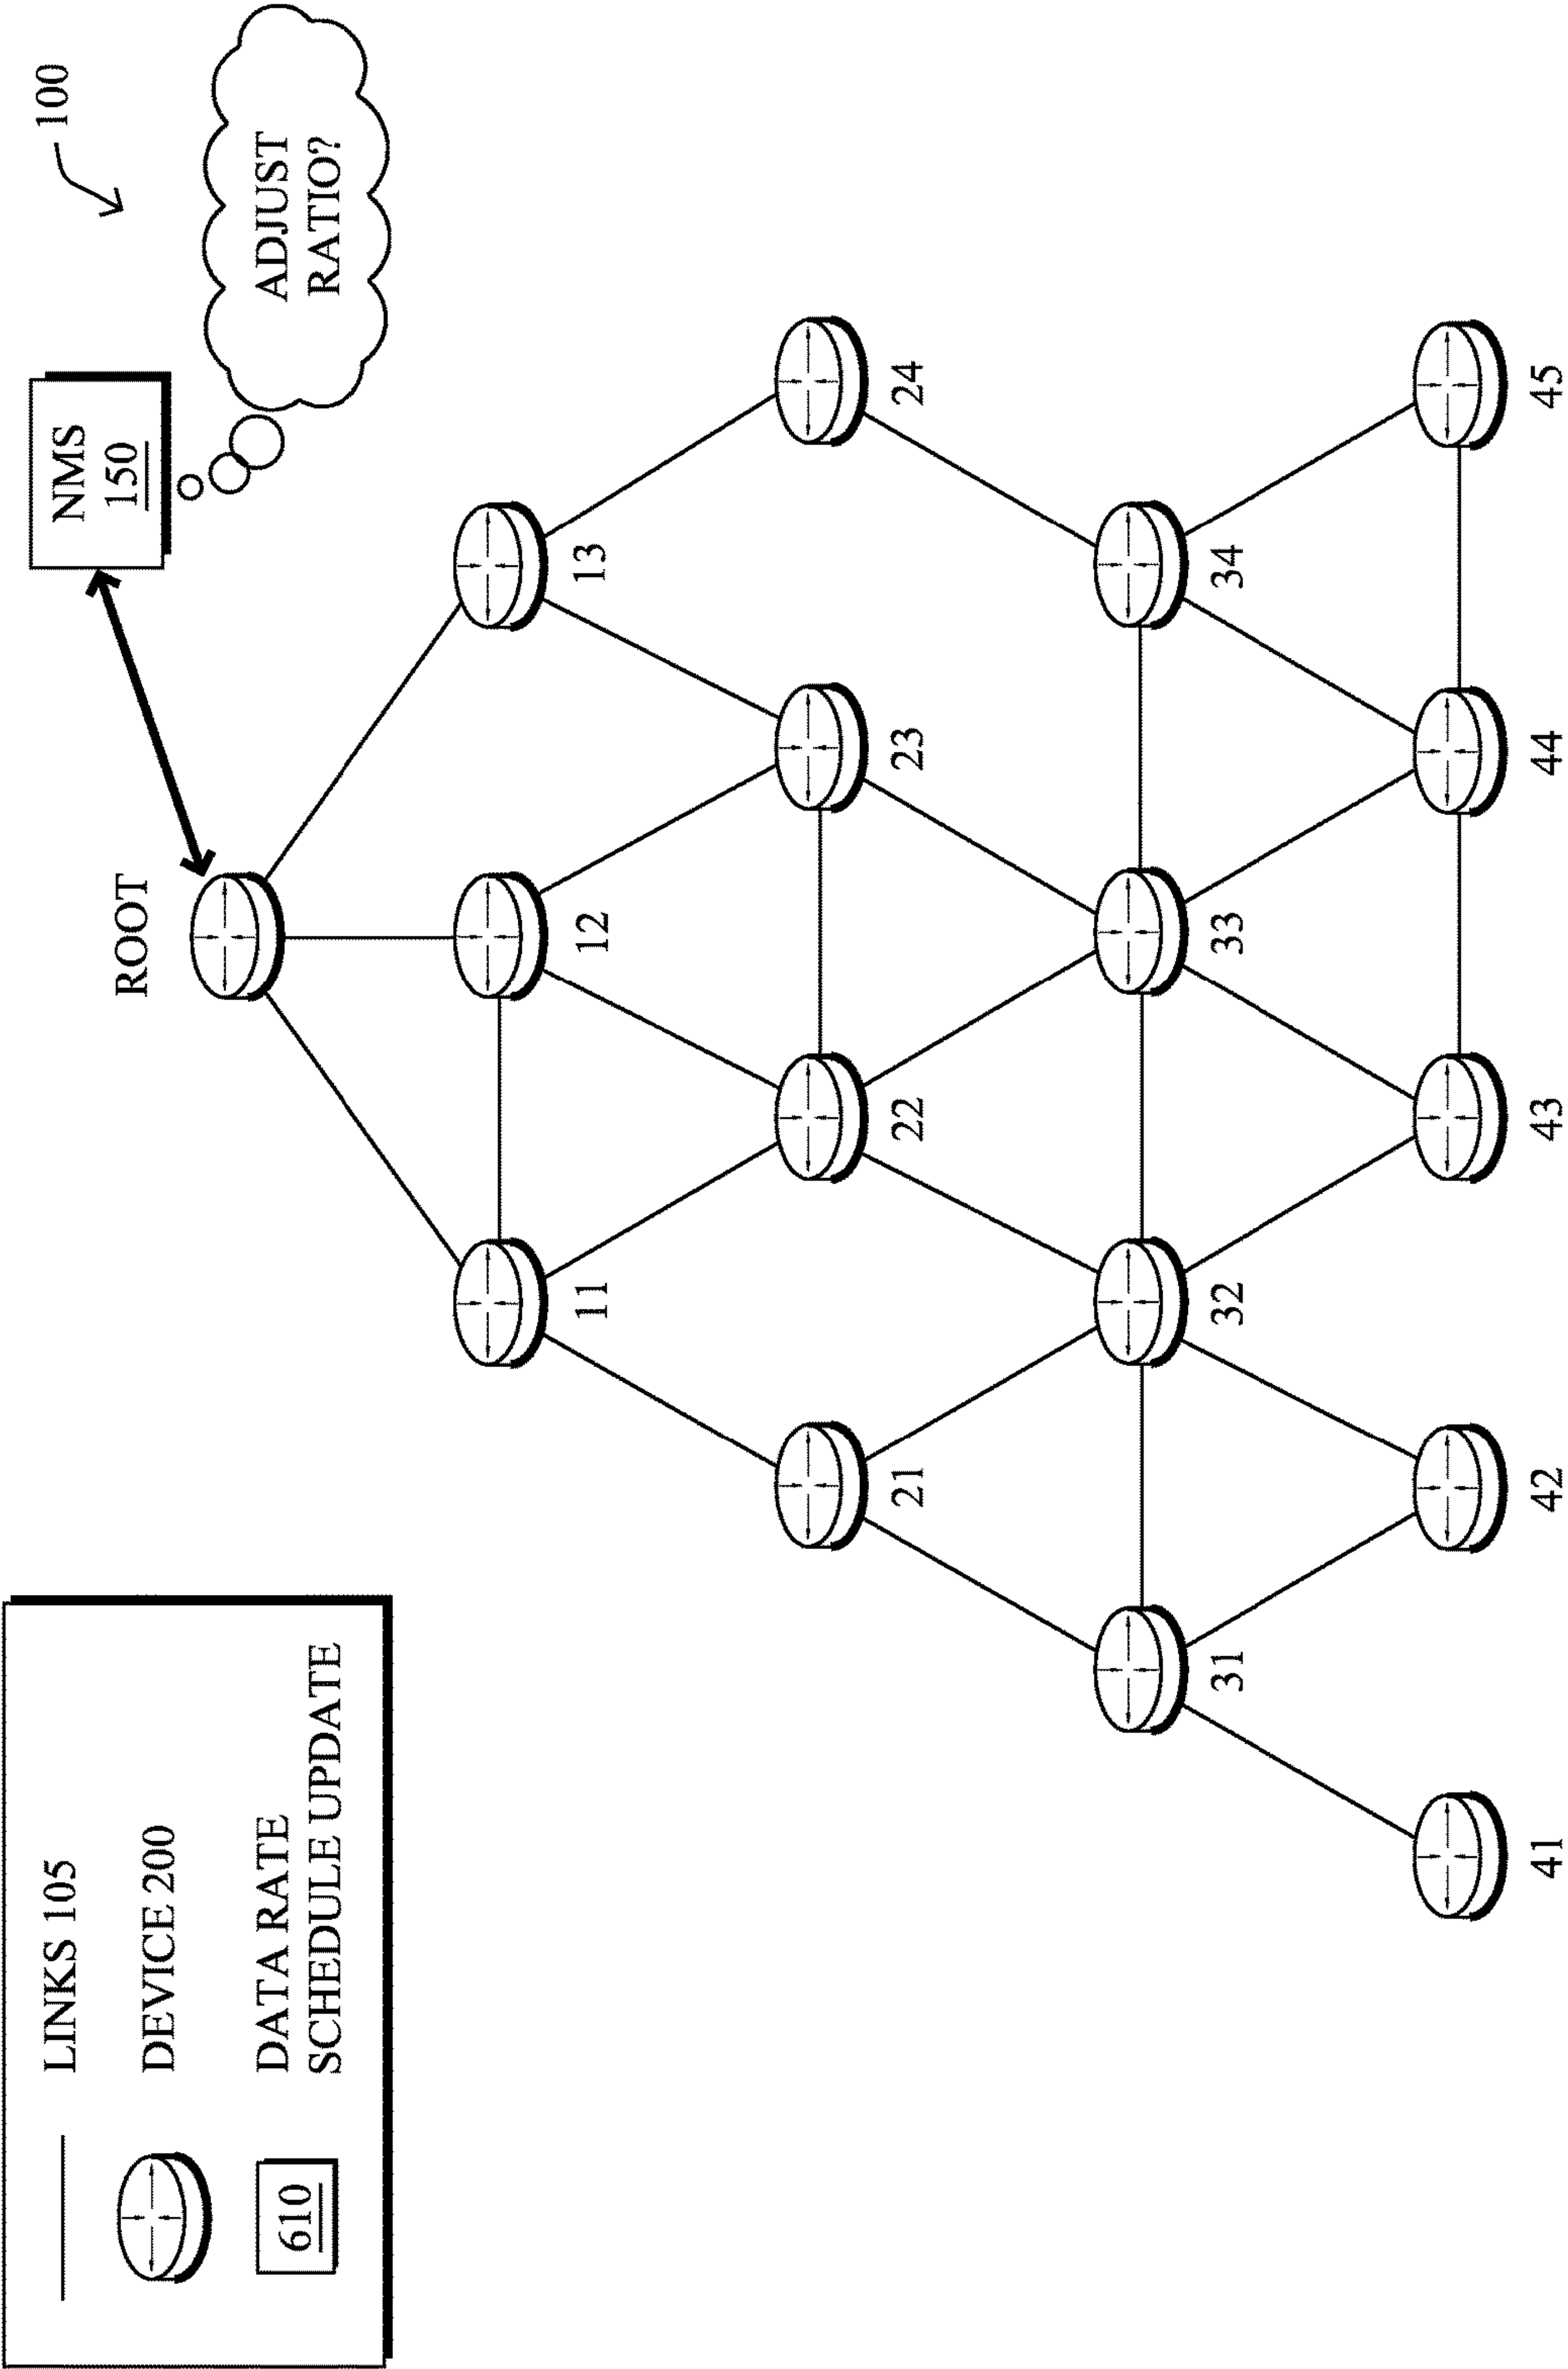 LINKS 105
DEVICE 200
610
DATA RATE
SCHEDULE UPDATE
ROOT
NMS
150
100
ADJUST
RATIO?
11
12
13
21
22
23
24
31
32
33
34
41
42
43
44
45